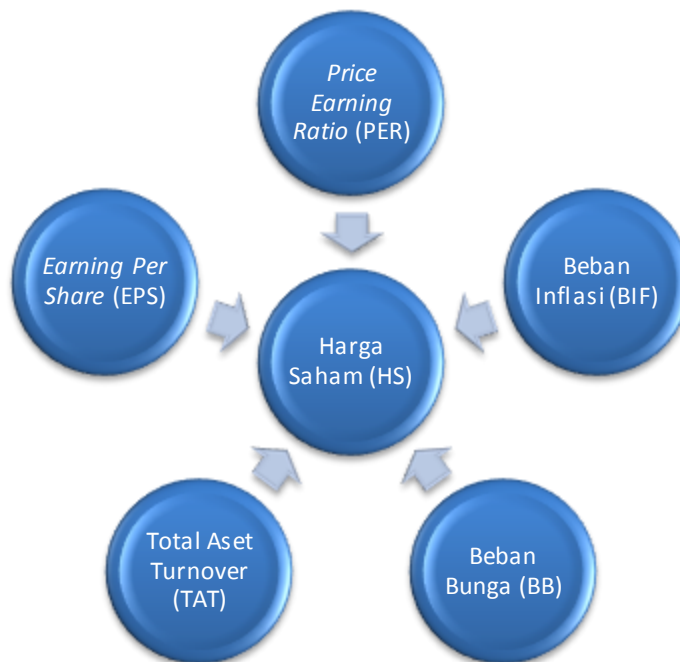 Price
Earning
Ratio (PER)
Earning Per
Share (EPS)
Beban
Inflasi (BIF)
Harga
Saham (HS)
Total Aset
Turnover
(TAT)
Beban
Bunga (BB)